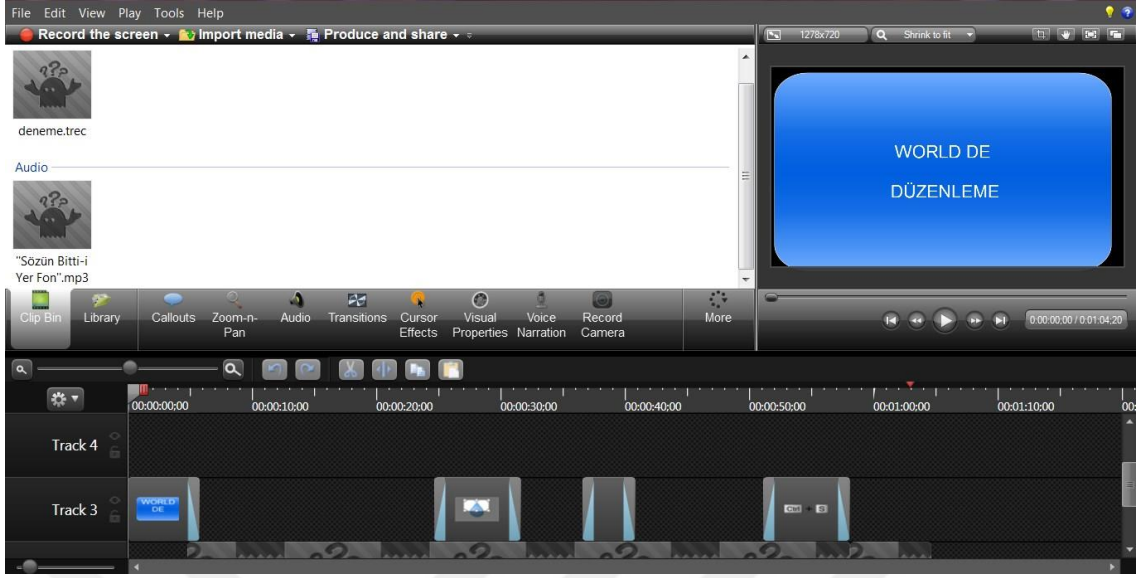 File Edit View Play Tools Help
Record the screen Import media Produce and share
1278x720 Shrink to fit
deneme.trec
Audio
"Sözün Bitti-i
Yer Fon".mp3
WORLD DE
DÜZENLEME
Clip Bin Library Callouts Zoom-n-Pan Audio Transitions Cursor Effects Visual Properties Voice Narration Record Camera More
0:00:00;00 / 0:01:04;20
00:00:00;00 00:00:10;00 00:00:20;00 00:00:30;00 00:00:40;00 00:00:50;00 00:01:00;00 00:01:10;00 00:
Track 4
Track 3
WORLD
DE
Ctrl + S